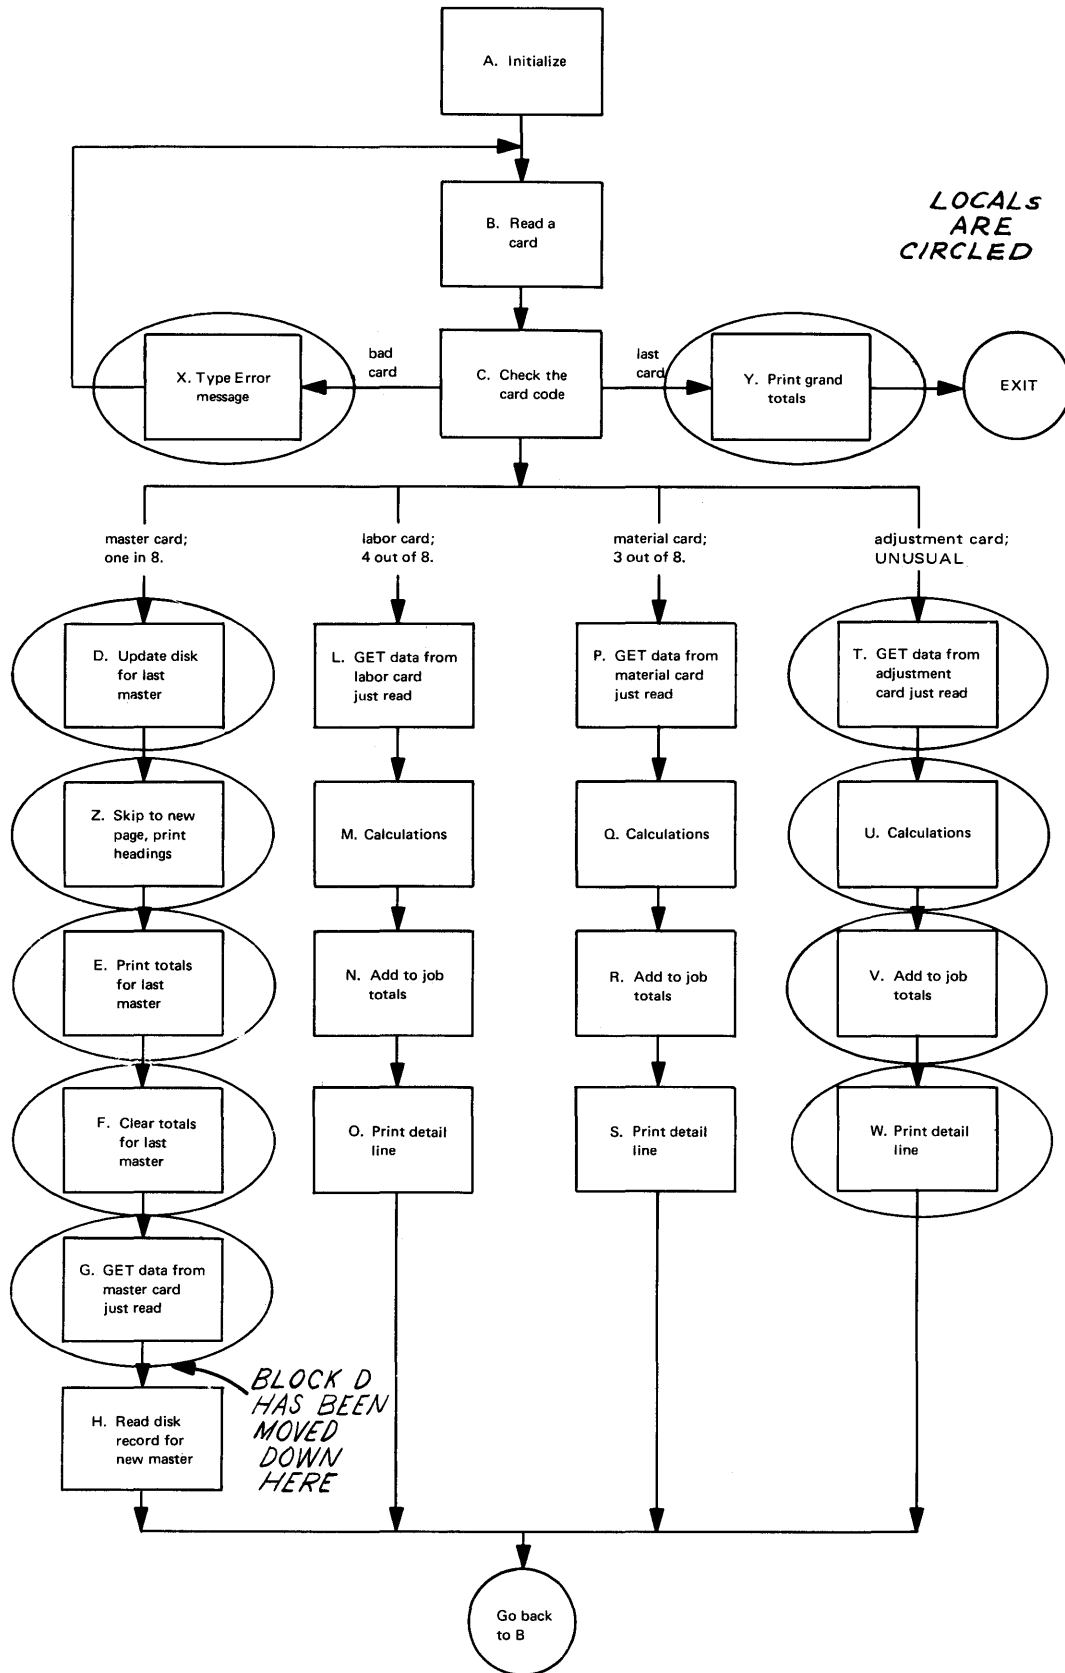 A. Initialize
B. Read a
card
LOCALS
ARE
CIRCLED
bad
card
X. Type Error
message
C. Check the
card code
last
card
Y. Print grand
totals
EXIT
master card;
one in 8.
labor card;
4 out of 8.
material card;
3 out of 8.
adjustment card;
UNUSUAL
D. Update disk
for last
master
L. GET data from
labor card
just read
P. GET data from
material card
just read
T. GET data from
adjustment
card just read
Z. Skip to new
page, print
headings
M. Calculations
Q. Calculations
U. Calculations
E. Print totals
for last
master
N. Add to job
totals
R. Add to job
totals
V. Add to job
totals
F. Clear totals
for last
master
O. Print detail
line
S. Print detail
line
W. Print detail
line
G. GET data from
master card
just read
BLOCK D
HAS BEEN
MOVED
DOWN
HERE
H. Read disk
record for
new master
Go back
to B